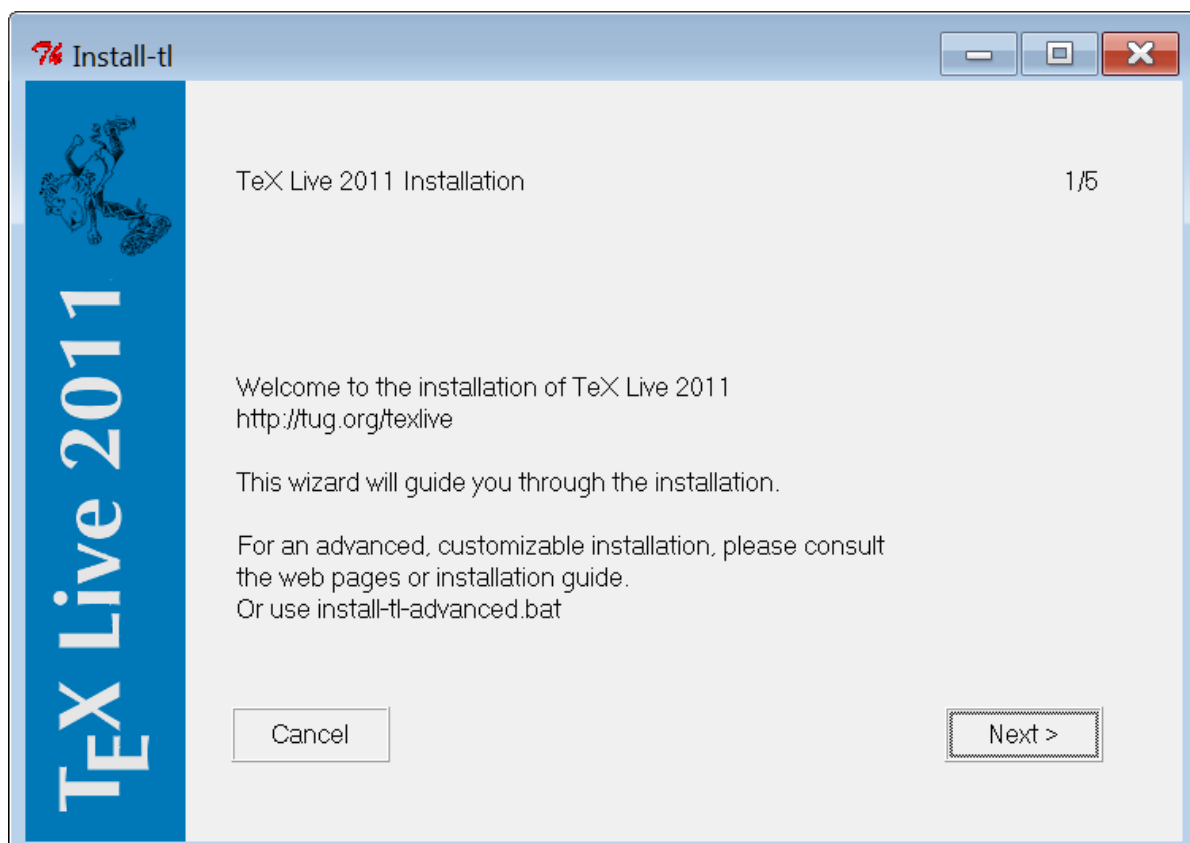 Install-tl
TeX Live 2011
TeX Live 2011 Installation
1/5
Welcome to the installation of TeX Live 2011
http://tug.org/texlive
This wizard will guide you through the installation.
For an advanced, customizable installation, please consult
the web pages or installation guide.
Or use install-tl-advanced.bat
Cancel
Next >